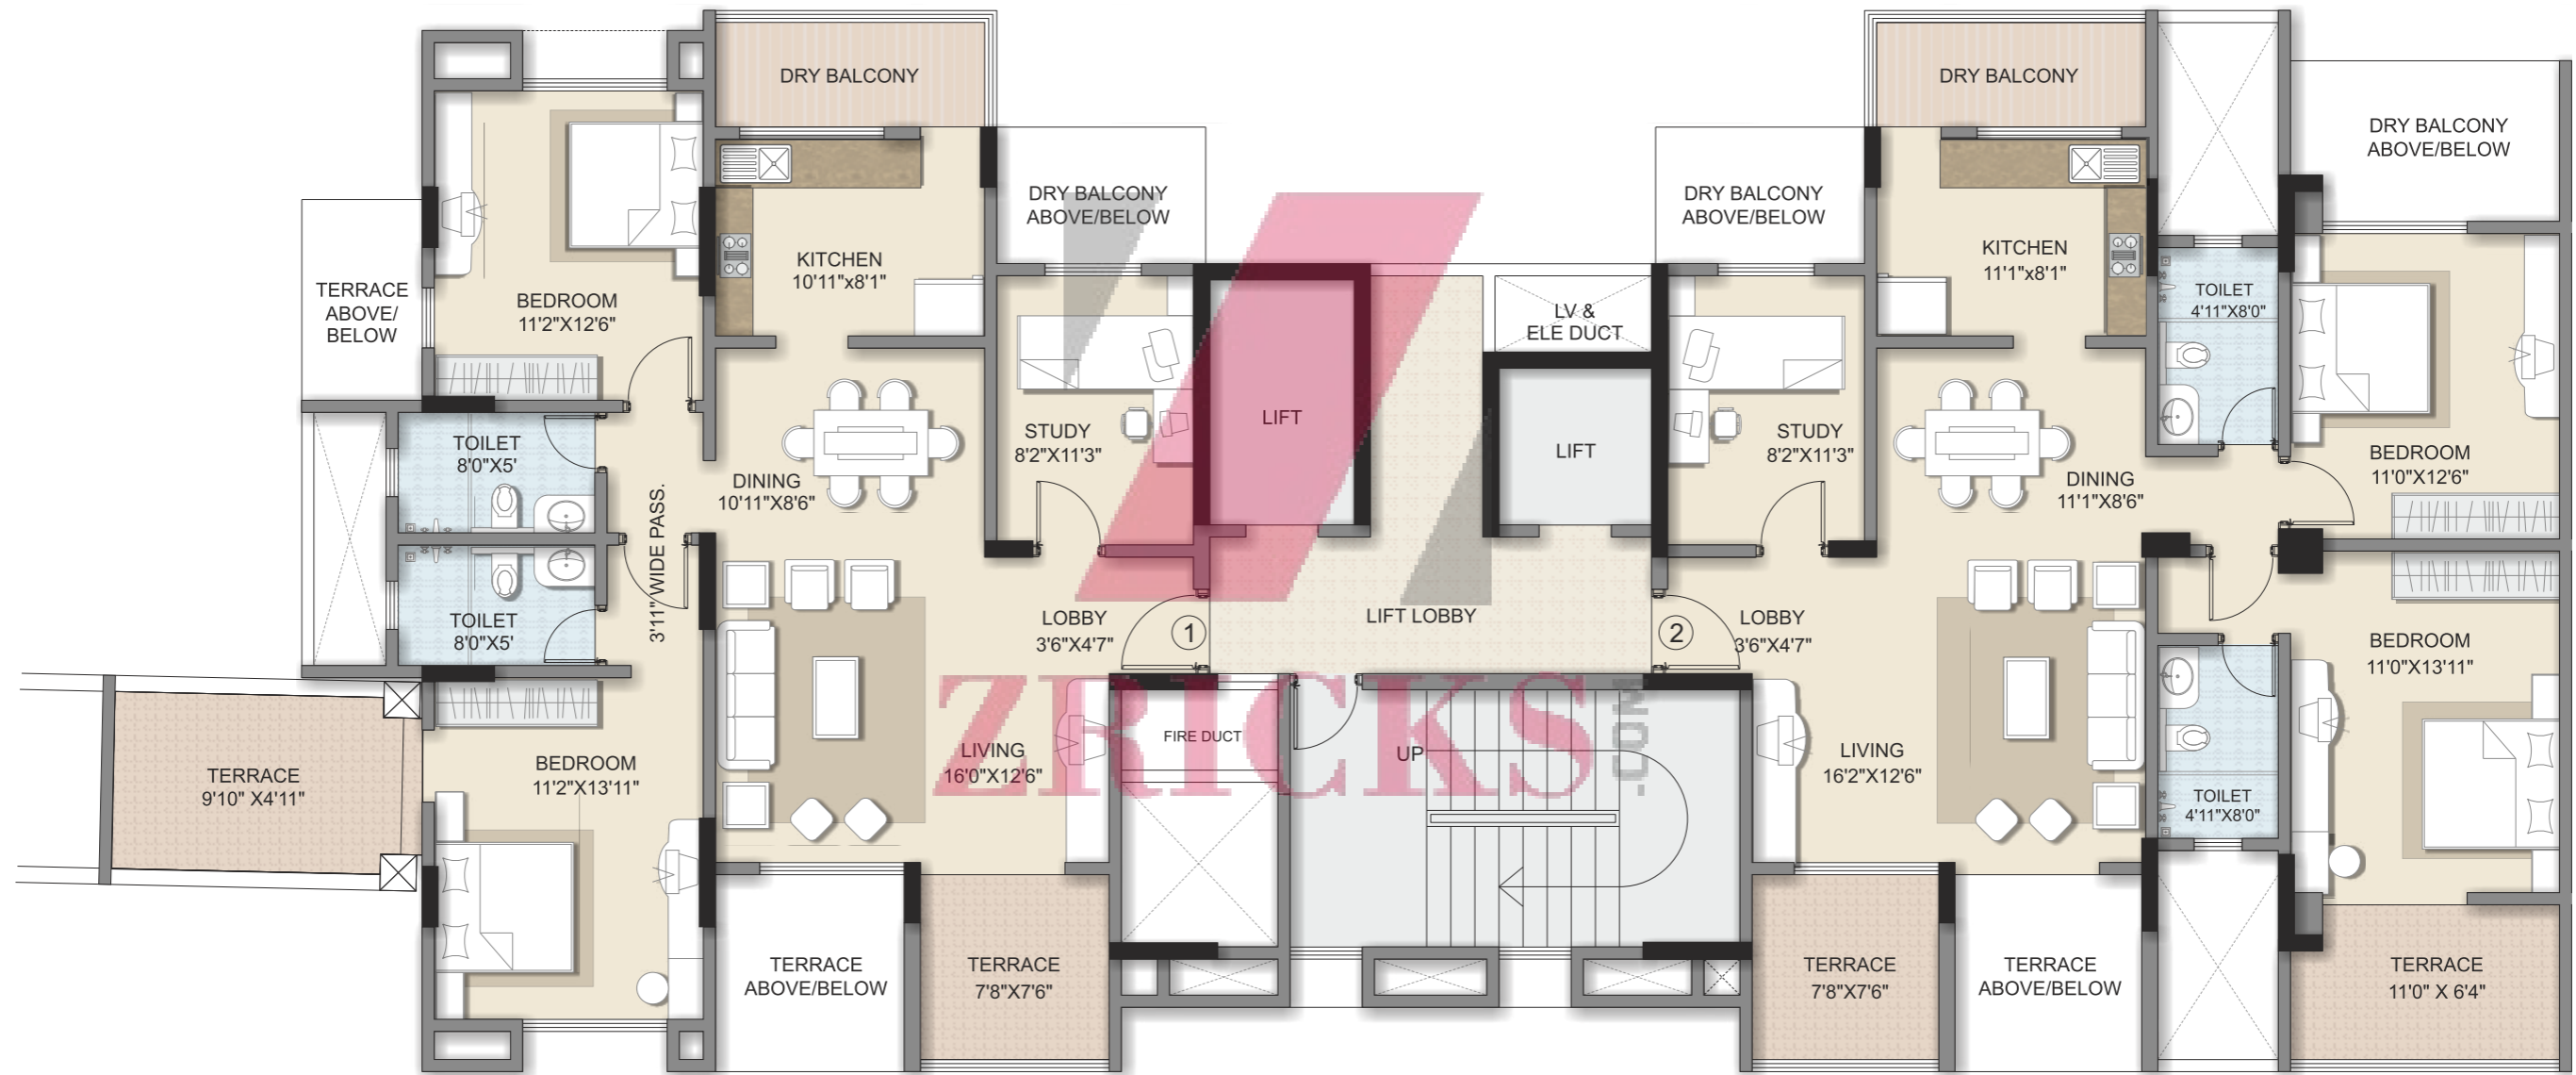 DRY BALCONY
DRY BALCONY
ABOVE/BELOW
KITCHEN
10'11"x8'1"
BEDROOM
11'2"X12'6"
TERRACE
ABOVE/
BELOW
TOILET
8'0"X5'
TOILET
8'0"X5'
3'11" WIDE PASS.
DINING
10'11"X8'6"
STUDY
8'2"X11'3"
LIFT
LV &
ELE DUCT
LIFT
LOBBY
3'6"X4'7"
1
LIFT LOBBY
2
TERRACE
9'10" X4'11"
BEDROOM
11'2"X13'11"
LIVING
16'0"X12'6"
FIRE DUCT
UP
TERRACE
ABOVE/BELOW
TERRACE
7'8"X7'6"
DRY BALCONY
DRY BALCONY
ABOVE/BELOW
DRY BALCONY
ABOVE/BELOW
KITCHEN
11'1"x8'1"
TOILET
4'11"X8'0"
STUDY
8'2"X11'3"
DINING
11'1"X8'6"
BEDROOM
11'0"X12'6"
LOBBY
3'6"X4'7"
BEDROOM
11'0"X13'11"
LIVING
16'2"X12'6"
TOILET
4'11"X8'0"
TERRACE
7'8"X7'6"
TERRACE
ABOVE/BELOW
TERRACE
11'0" X 6'4"
ZRICKS
.COM